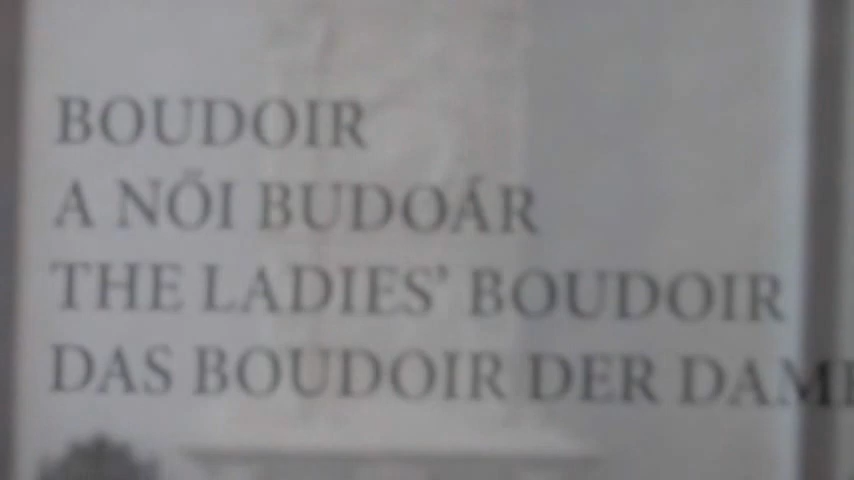 BOUDOIR
A NŐI BUDOÁR
THE LADIES' BOUDOIR
DAS BOUDOIR DER